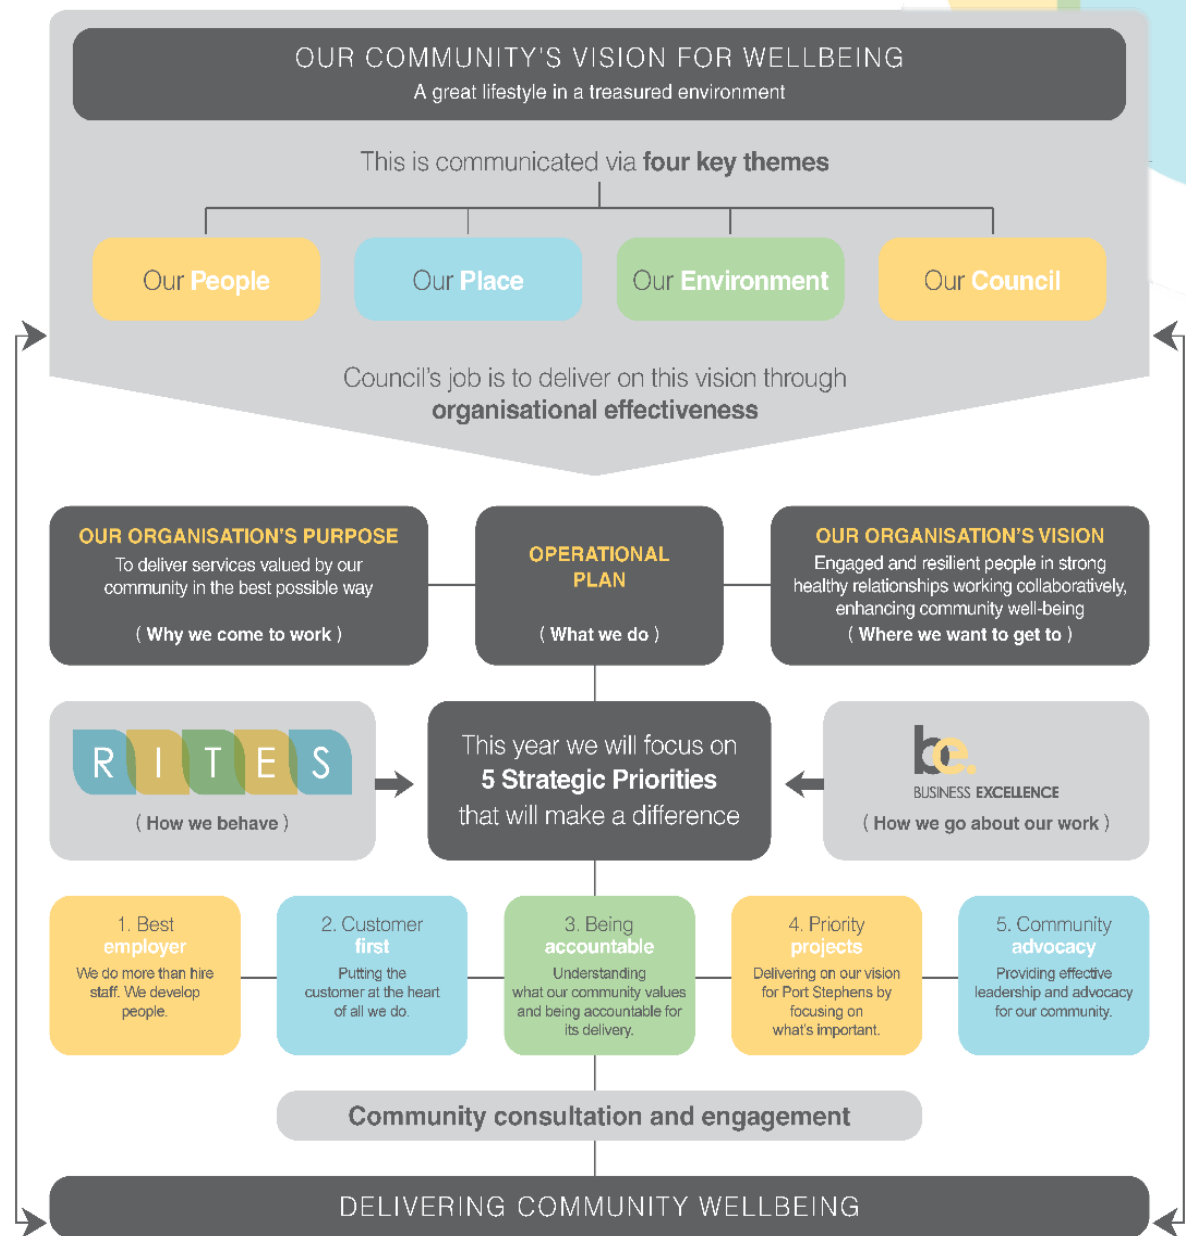 OUR COMMUNITY'S VISION FOR WELLBEING
A great lifestyle in a treasured environment
This is communicated via four key themes
Our People
Our Place
Our Environment
Our Council
Council's job is to deliver on this vision through
organisational effectiveness
OUR ORGANISATION'S PURPOSE
To deliver services valued by our
community in the best possible way
( Why we come to work )
OPERATIONAL
PLAN
( What we do )
OUR ORGANISATION'S VISION
Engaged and resilient people in strong
healthy relationships working collaboratively,
enhancing community well-being
( Where we want to get to )
R I T E S
( How we behave )
This year we will focus on
5 Strategic Priorities
that will make a difference
be.
BUSINESS EXCELLENCE
( How we go about our work )
1. Best
employer
We do more than hire
staff. We develop
people.
2. Customer
first
Putting the
customer at the heart
of all we do.
3. Being
accountable
Understanding
what our community values
and being accountable for
its delivery.
4. Priority
projects
Delivering on our vision
for Port Stephens by
focusing on
what's important.
5. Community
advocacy
Providing effective
leadership and advocacy
for our community.
Community consultation and engagement
DELIVERING COMMUNITY WELLBEING